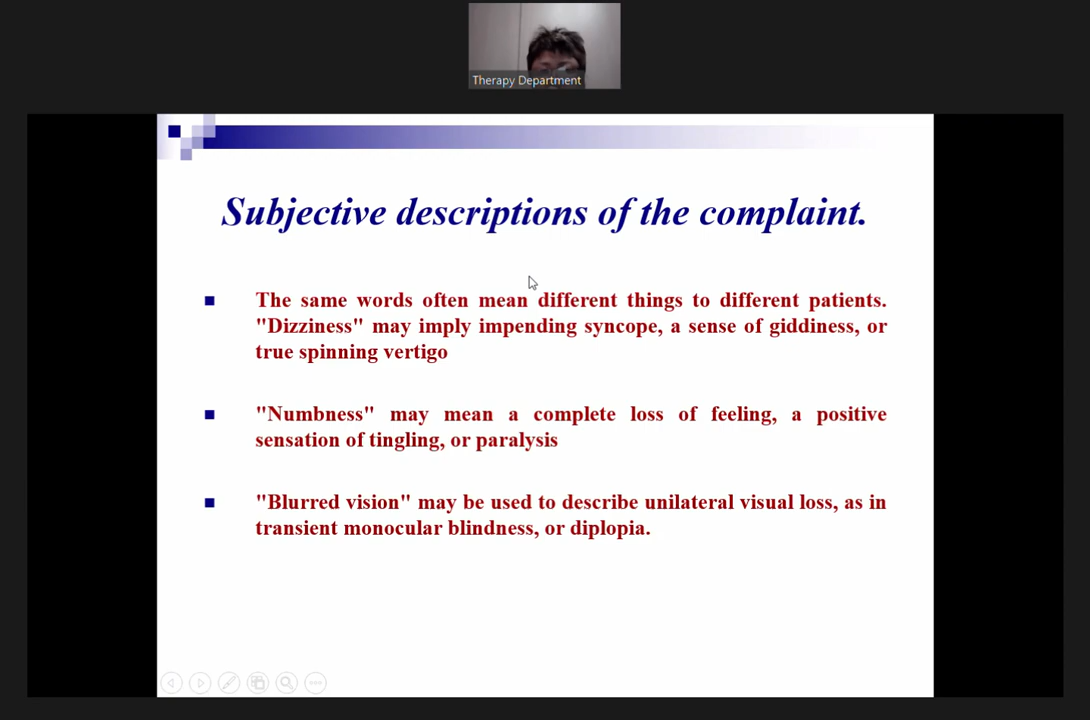 Therapy Department
Subjective descriptions of the complaint.
The same words often mean different things to different patients.
"Dizziness" may imply impending syncope, a sense of giddiness, or
true spinning vertigo
"Numbness" may mean a complete loss of feeling, a positive
sensation of tingling, or paralysis
"Blurred vision" may be used to describe unilateral visual loss, as in
transient monocular blindness, or diplopia.